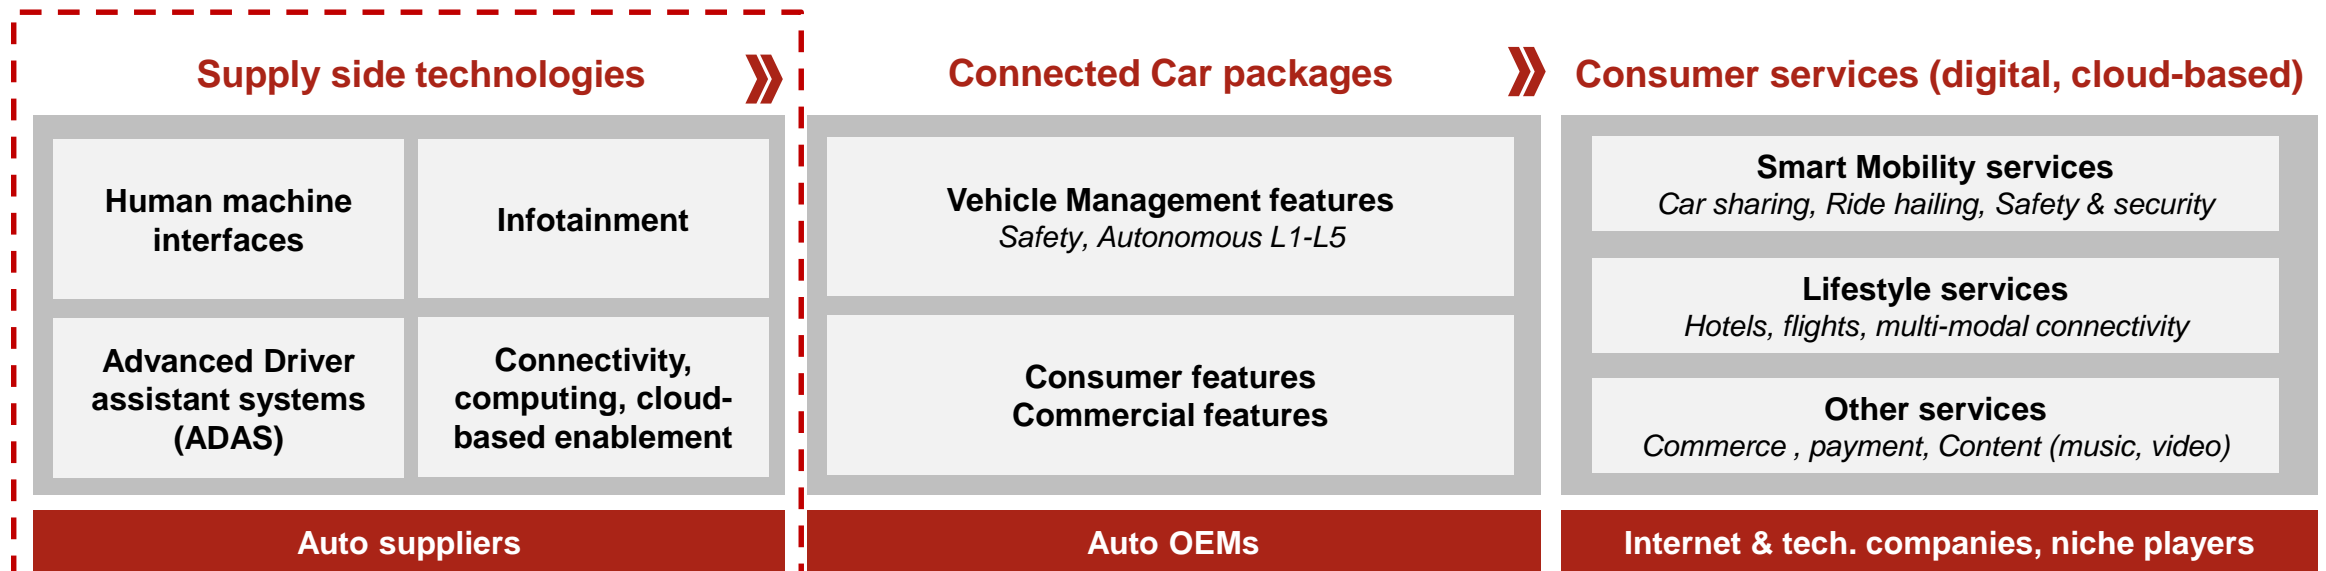 Supply side technologies
Human machine
interfaces
Infotainment
Advanced Driver
assistant systems
(ADAS)
Connectivity,
computing, cloud-
based enablement
Auto suppliers
Connected Car packages
Vehicle Management features
Safety, Autonomous L1-L5
Consumer features
Commercial features
Auto OEMs
Consumer services (digital, cloud-based)
Smart Mobility services
Car sharing, Ride hailing, Safety & security
Lifestyle services
Hotels, flights, multi-modal connectivity
Other services
Commerce , payment, Content (music, video)
Internet & tech. companies, niche players